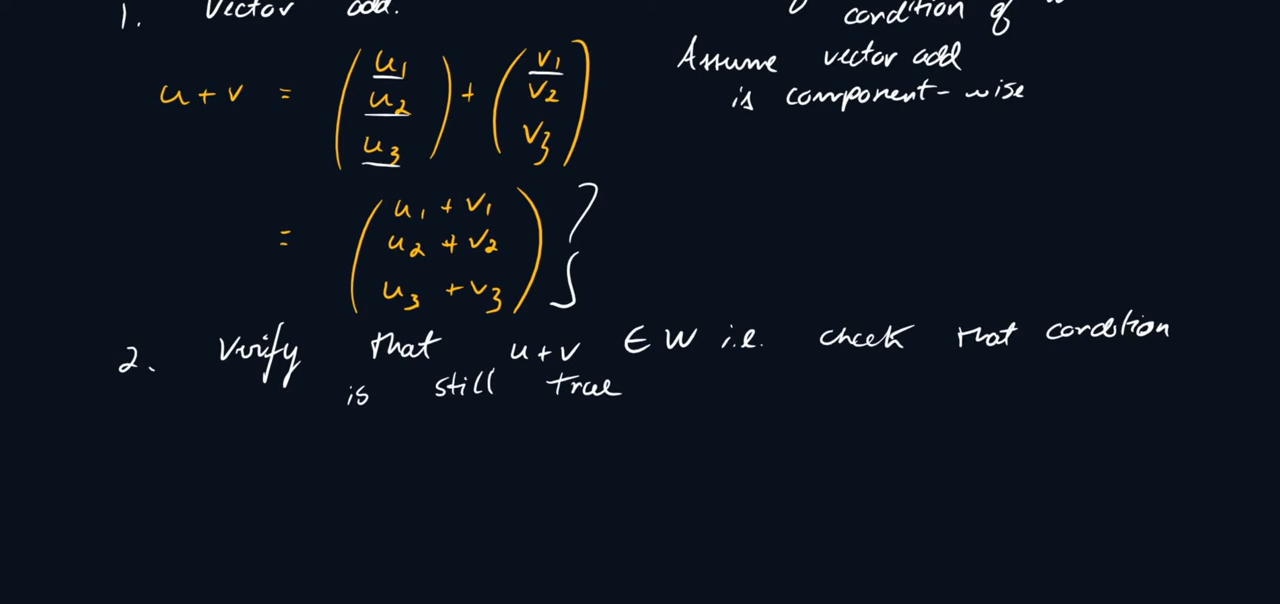 1. Vector add.
condition of
Assume vector add
is component-wise
u + v = ( u1 u2 u3 ) + ( v1 v2 v3 )
= ( u1 + v1 u2 + v2 u3 + v3 )
2. Verify that u+v ∈ W i.e. check that condition
is still true